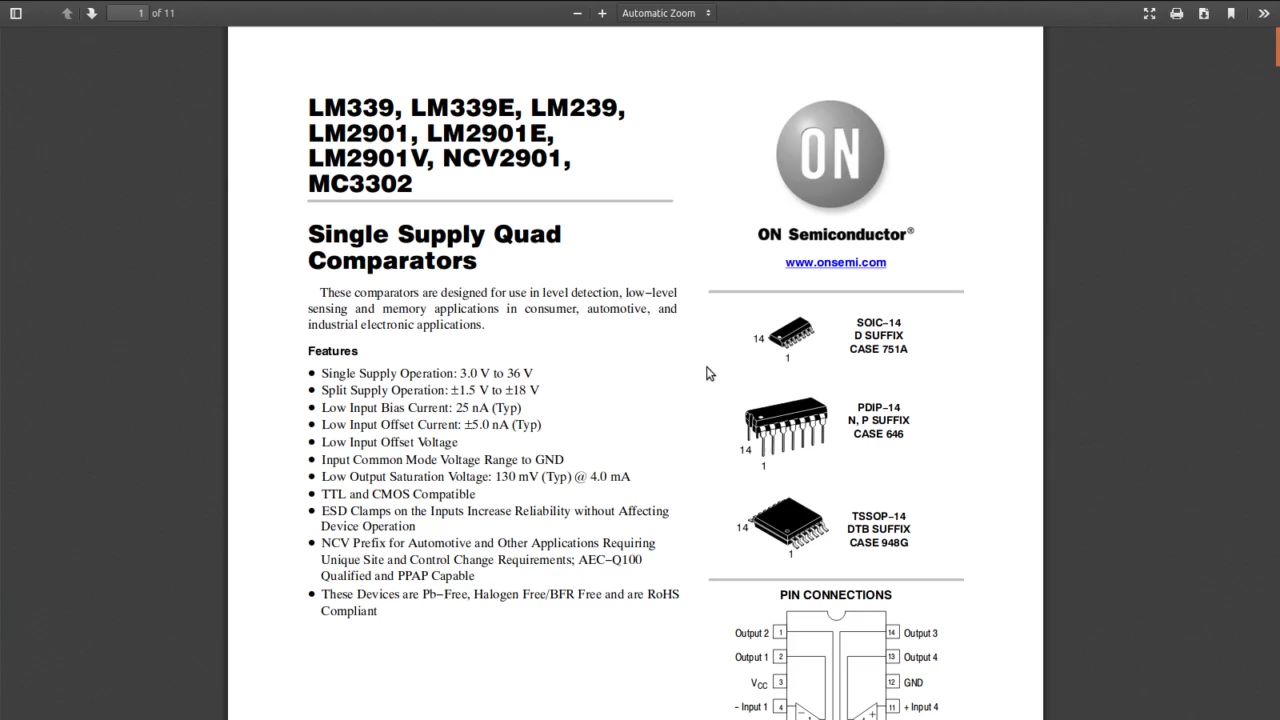 1 of 11
Automatic Zoom
LM339, LM339E, LM239,
LM2901, LM2901E,
LM2901V, NCV2901,
MC3302
Single Supply Quad
Comparators
These comparators are designed for use in level detection, low−level
sensing and memory applications in consumer, automotive, and
industrial electronic applications.
Features
• Single Supply Operation: 3.0 V to 36 V
• Split Supply Operation: ±1.5 V to ±18 V
• Low Input Bias Current: 25 nA (Typ)
• Low Input Offset Current: ±5.0 nA (Typ)
• Low Input Offset Voltage
• Input Common Mode Voltage Range to GND
• Low Output Saturation Voltage: 130 mV (Typ) @ 4.0 mA
• TTL and CMOS Compatible
• ESD Clamps on the Inputs Increase Reliability without Affecting
Device Operation
• NCV Prefix for Automotive and Other Applications Requiring
Unique Site and Control Change Requirements; AEC−Q100
Qualified and PPAP Capable
• These Devices are Pb−Free, Halogen Free/BFR Free and are RoHS
Compliant
ON
ON Semiconductor®
www.onsemi.com
14
1
SOIC−14
D SUFFIX
CASE 751A
14
1
PDIP−14
N, P SUFFIX
CASE 646
14
1
TSSOP−14
DTB SUFFIX
CASE 948G
PIN CONNECTIONS
Output 2 1 14 Output 3
Output 1 2 13 Output 4
VCC 3 12 GND
− Input 1 4 − + 11 + Input 4
1 4